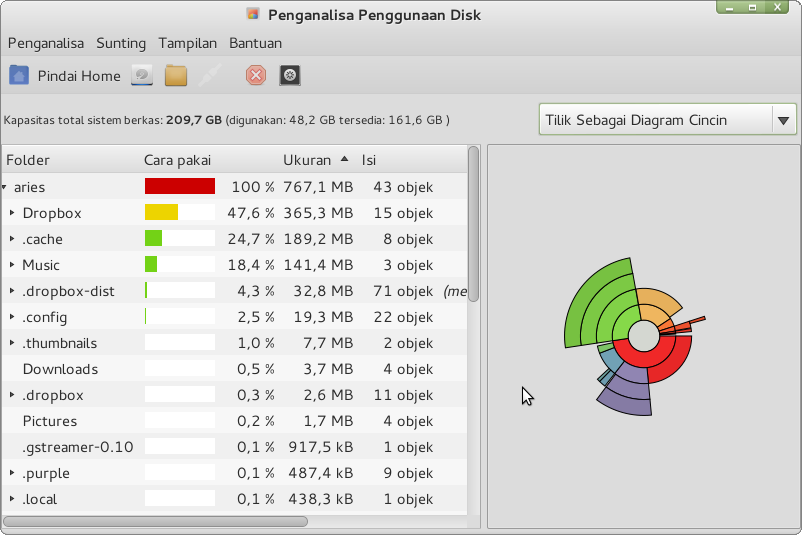 Penganalisa Penggunaan Disk
Penganalisa Sunting Tampilan Bantuan
Pindai Home
Kapasitas total sistem berkas: 209,7 GB (digunakan: 48,2 GB tersedia: 161,6 GB )
Tilik Sebagai Diagram Cincin
Folder Cara pakai Ukuran Isi
aries 100 % 767,1 MB 43 objek
Dropbox 47,6 % 365,3 MB 15 objek
.cache 24,7 % 189,2 MB 8 objek
Music 18,4 % 141,4 MB 3 objek
.dropbox-dist 4,3 % 32,8 MB 71 objek (me
.config 2,5 % 19,3 MB 22 objek
.thumbnails 1,0 % 7,7 MB 2 objek
Downloads 0,5 % 3,7 MB 4 objek
.dropbox 0,3 % 2,6 MB 11 objek
Pictures 0,2 % 1,7 MB 4 objek
.gstreamer-0.10 0,1 % 917,5 kB 1 objek
.purple 0,1 % 487,4 kB 9 objek
.local 0,1 % 438,3 kB 1 objek